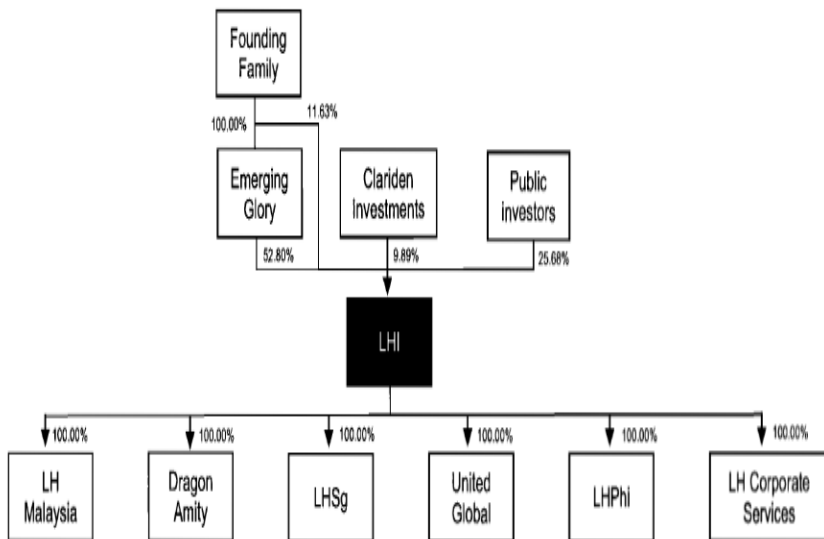 Founding
Family
11.63%
100.00%
Emerging
Glory
Clariden
Investments
Public
investors
52.80%
9.89%
25.68%
LHI
100.00%
100.00%
100.00%
100.00%
100.00%
100.00%
LH
Malaysia
Dragon
Amity
LHSg
United
Global
LHPhi
LH Corporate
Services